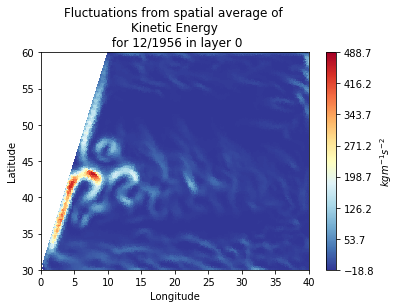 Fluctuations from spatial average of
Kinetic Energy
for 12/1956 in layer 0
60
55
50
45
40
35
30
Latitude
0 5 10 15 20 25 30 35 40
Longitude
488.7
416.2
343.7
271.2
198.7
126.2
53.7
−18.8
kgm⁻¹s⁻²